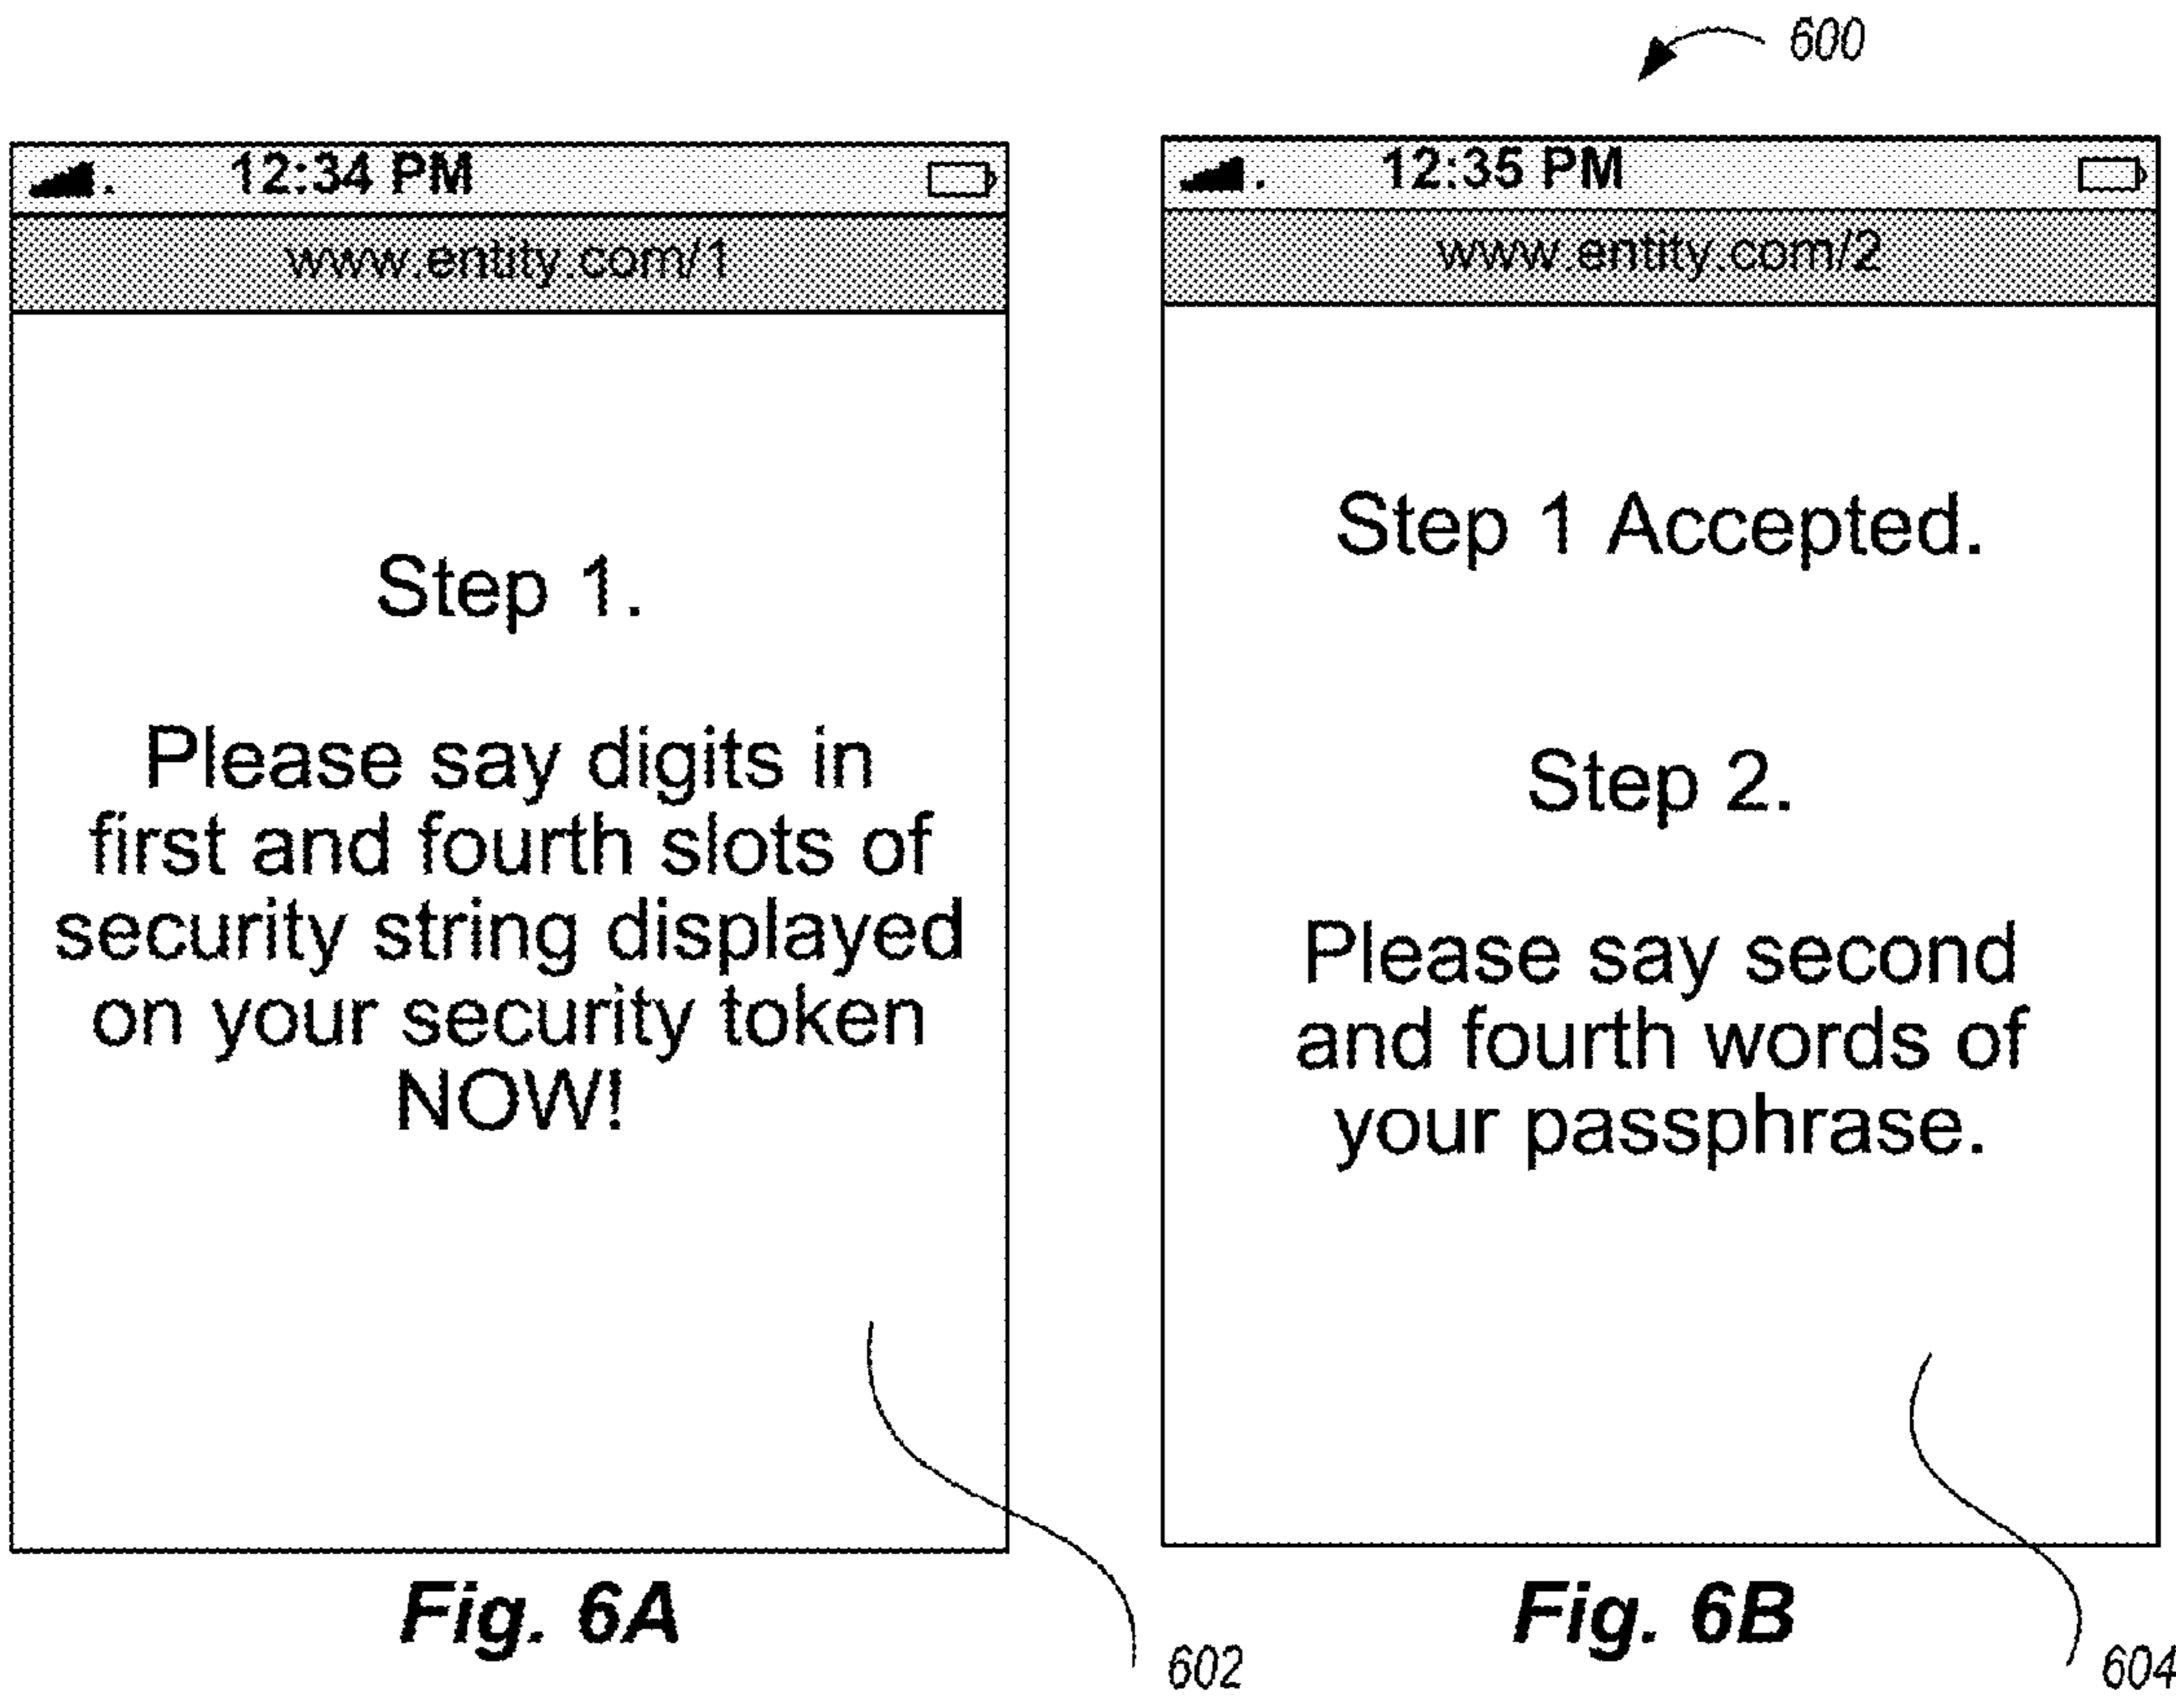 600
12:34 PM
www.entity.com/1
Step 1.
Please say digits in
first and fourth slots of
security string displayed
on your security token
NOW!
Fig. 6A
602
12:35 PM
www.entity.com/2
Step 1 Accepted.
Step 2.
Please say second
and fourth words of
your passphrase.
Fig. 6B
604